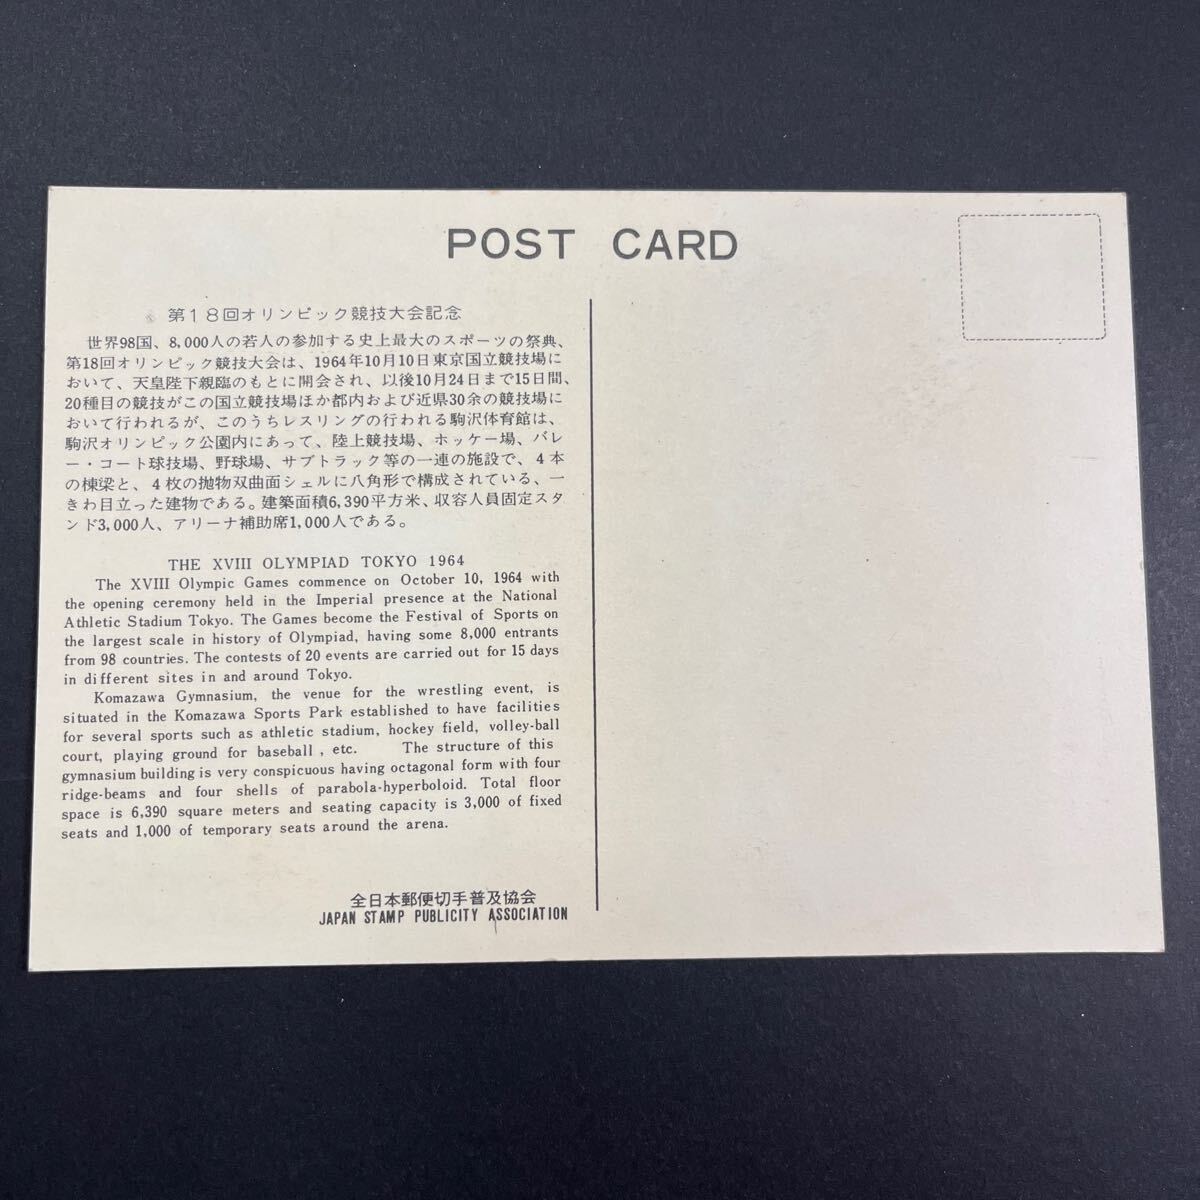 POST CARD
第18回オリンピック競技大会記念
世界98国、8,000人の若人の参加する史上最大のスポーツの祭典、
第18回オリンピック競技大会は、1964年10月10日東京国立競技場に
おいて、天皇陛下親臨のもとに開会され、以後10月24日まで15日間、
20種目の競技がこの国立競技場ほか都内および近県30余の競技場に
おいて行われるが、このうちレスリングの行われる駒沢体育館は、
駒沢オリンピック公園内にあって、陸上競技場、ホッケー場、バレ
ー・コート球技場、野球場、サブトラック等の一連の施設で、4本
の棟梁と、4枚の抛物双曲面シェルに八角形で構成されている、一
きわ目立った建物である。建築面積6,390平方米、収容人員固定スタ
ンド3,000人、アリーナ補助席1,000人である。
THE XVIII OLYMPIAD TOKYO 1964
The XVIII Olympic Games commence on October 10, 1964 with
the opening ceremony held in the Imperial presence at the National
Athletic Stadium Tokyo. The Games become the Festival of Sports on
the largest scale in history of Olympiad, having some 8,000 entrants
from 98 countries. The contests of 20 events are carried out for 15 days
in different sites in and around Tokyo.
Komazawa Gymnasium, the venue for the wrestling event, is
situated in the Komazawa Sports Park established to have facilities
for several sports such as athletic stadium, hockey field, volley-ball
court, playing ground for baseball, etc. The structure of this
gymnasium building is very conspicuous having octagonal form with four
ridge-beams and four shells of parabola-hyperboloid. Total floor
space is 6,390 square meters and seating capacity is 3,000 of fixed
seats and 1,000 of temporary seats around the arena.
全日本郵便切手普及協会
JAPAN STAMP PUBLICITY ASSOCIATION